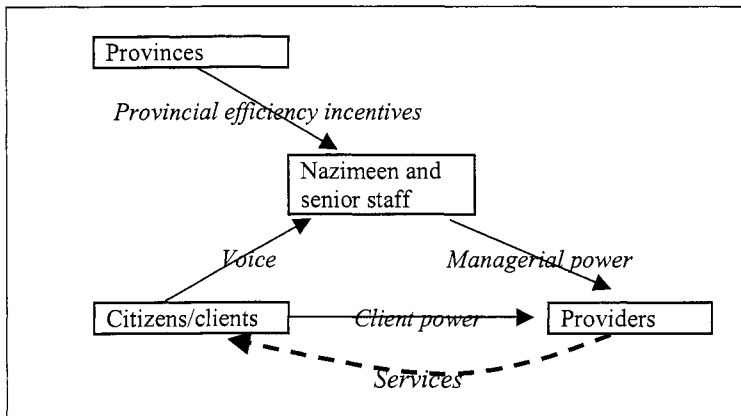 Provinces
Provincial efficiency incentives
Nazimeen and
senior staff
Voice
Managerial power
Citizens/clients
Client power
Providers
Services